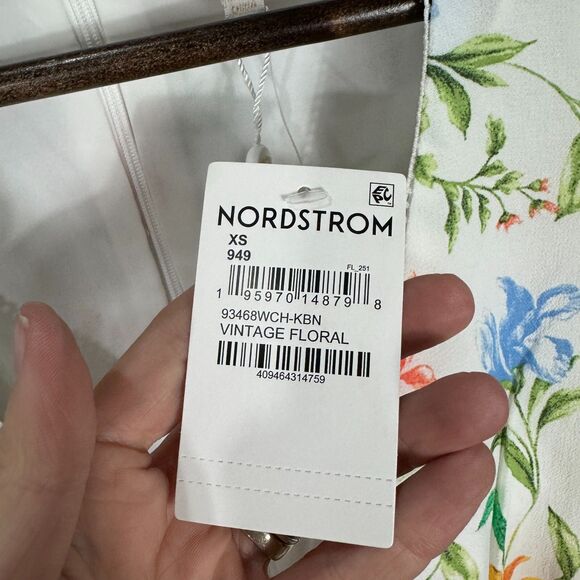 NORDSTROM
XS
949
FL_251
1 95970 14879 8
93468WCH-KBN
VINTAGE FLORAL
409464314759